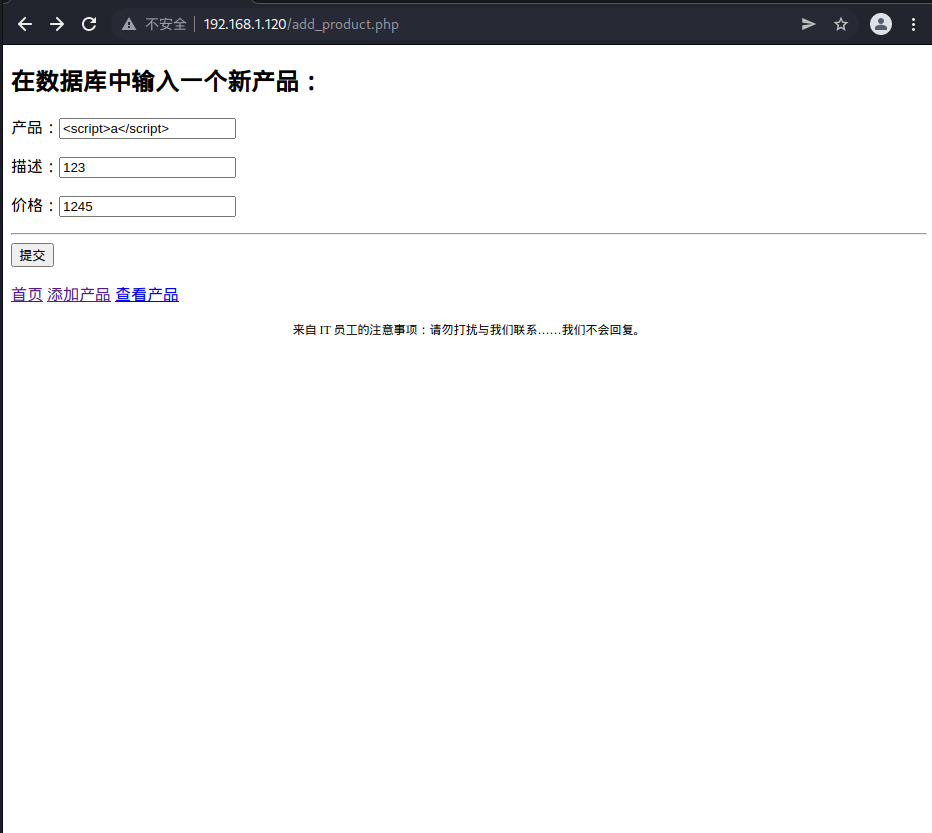 不安全 192.168.1.120/add_product.php
在数据库中输入一个新产品：
产品：<script>a</script>
描述：123
价格：1245
提交
首页 添加产品 查看产品
来自 IT 员工的注意事项：请勿打扰与我们联系……我们不会回复。